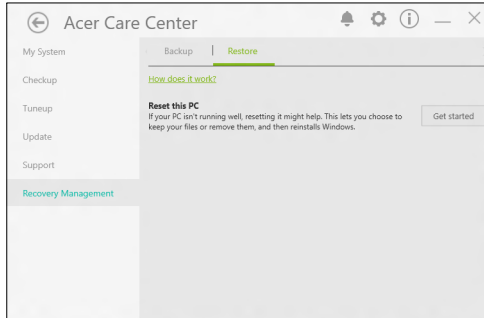 Acer Care Center
My System
Backup | Restore
Checkup
How does it work?
Tuneup
Reset this PC
If your PC isn't running well, resetting it might help. This lets you choose to
keep your files or remove them, and then reinstalls Windows.
Get started
Update
Support
Recovery Management